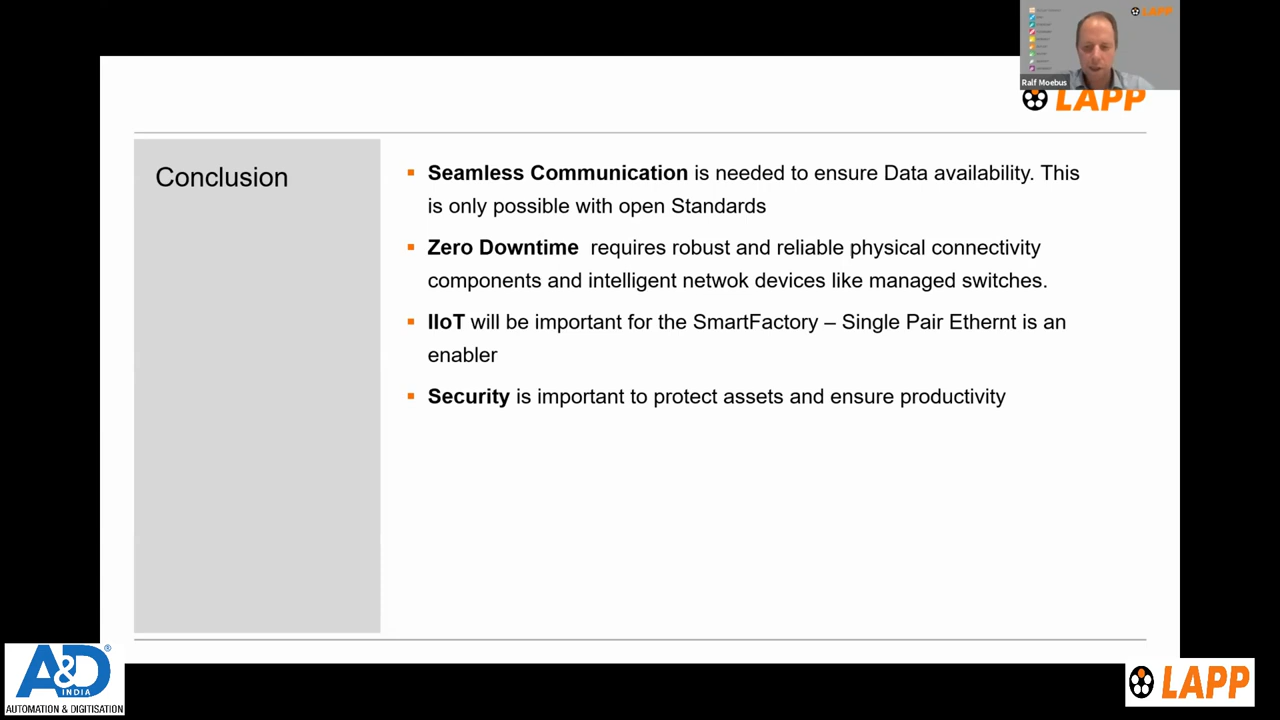 LAPP
Ralf Moebus
LAPP
Conclusion
▪ Seamless Communication is needed to ensure Data availability. This
is only possible with open Standards
▪ Zero Downtime  requires robust and reliable physical connectivity
components and intelligent netwok devices like managed switches.
▪ IIoT will be important for the SmartFactory – Single Pair Ethernt is an
enabler
▪ Security is important to protect assets and ensure productivity
A&D®
INDIA
AUTOMATION & DIGITISATION
LAPP